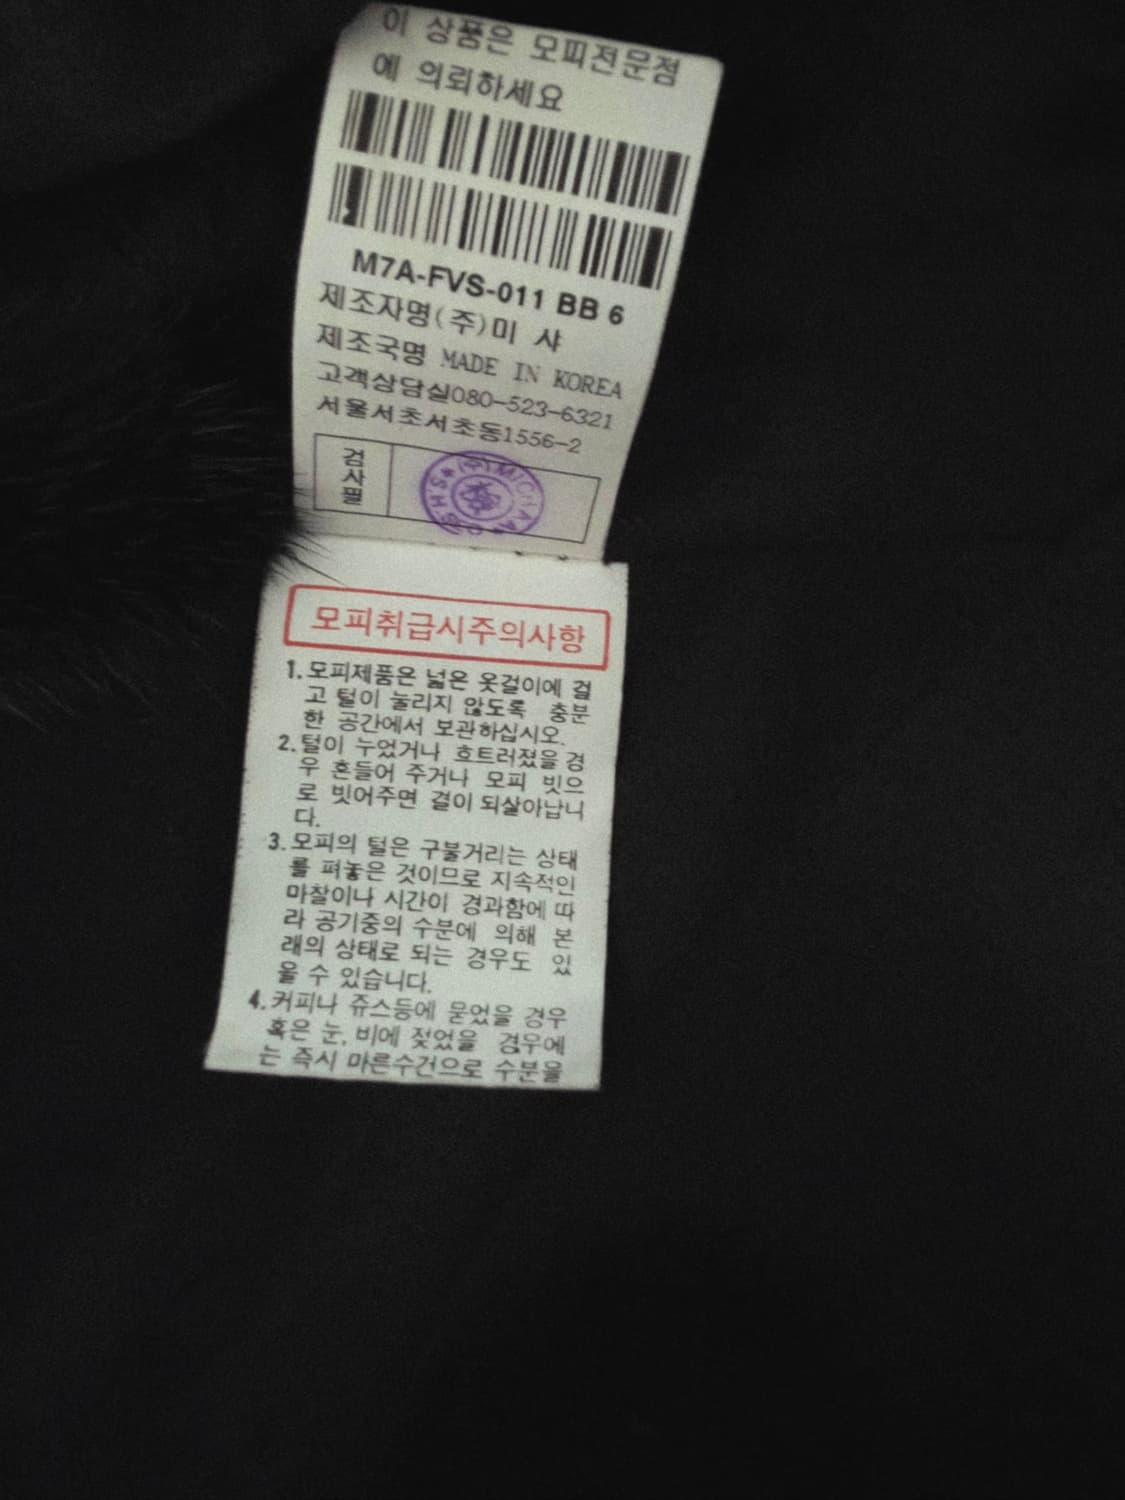 이 상품은 모피전문점
에 의뢰하세요
M7A-FVS-011 BB 6
제조자명(주)미 샤
제조국명 MADE IN KOREA
고객상담실080-523-6321
서울서초서초동1556-2
검사필
(주)MICHAA
모피취급시주의사항
1.모피제품은 넓은 옷걸이에 걸
고 털이 눌리지 않도록 충분
한 공간에서 보관하십시오.
2.털이 누었거나 흐트러졌을 경
우 흔들어 주거나 모피 빗으
로 빗어주면 결이 되살아납니
다.
3.모피의 털은 구불거리는 상태
를 펴놓은 것이므로 지속적인
마찰이나 시간이 경과함에 따
라 공기중의 수분에 의해 본
래의 상태로 되는 경우도 있
을 수 있습니다.
4.커피나 쥬스등에 묻었을 경우
혹은 눈, 비에 젖었을 경우에
는 즉시 마른수건으로 수분을